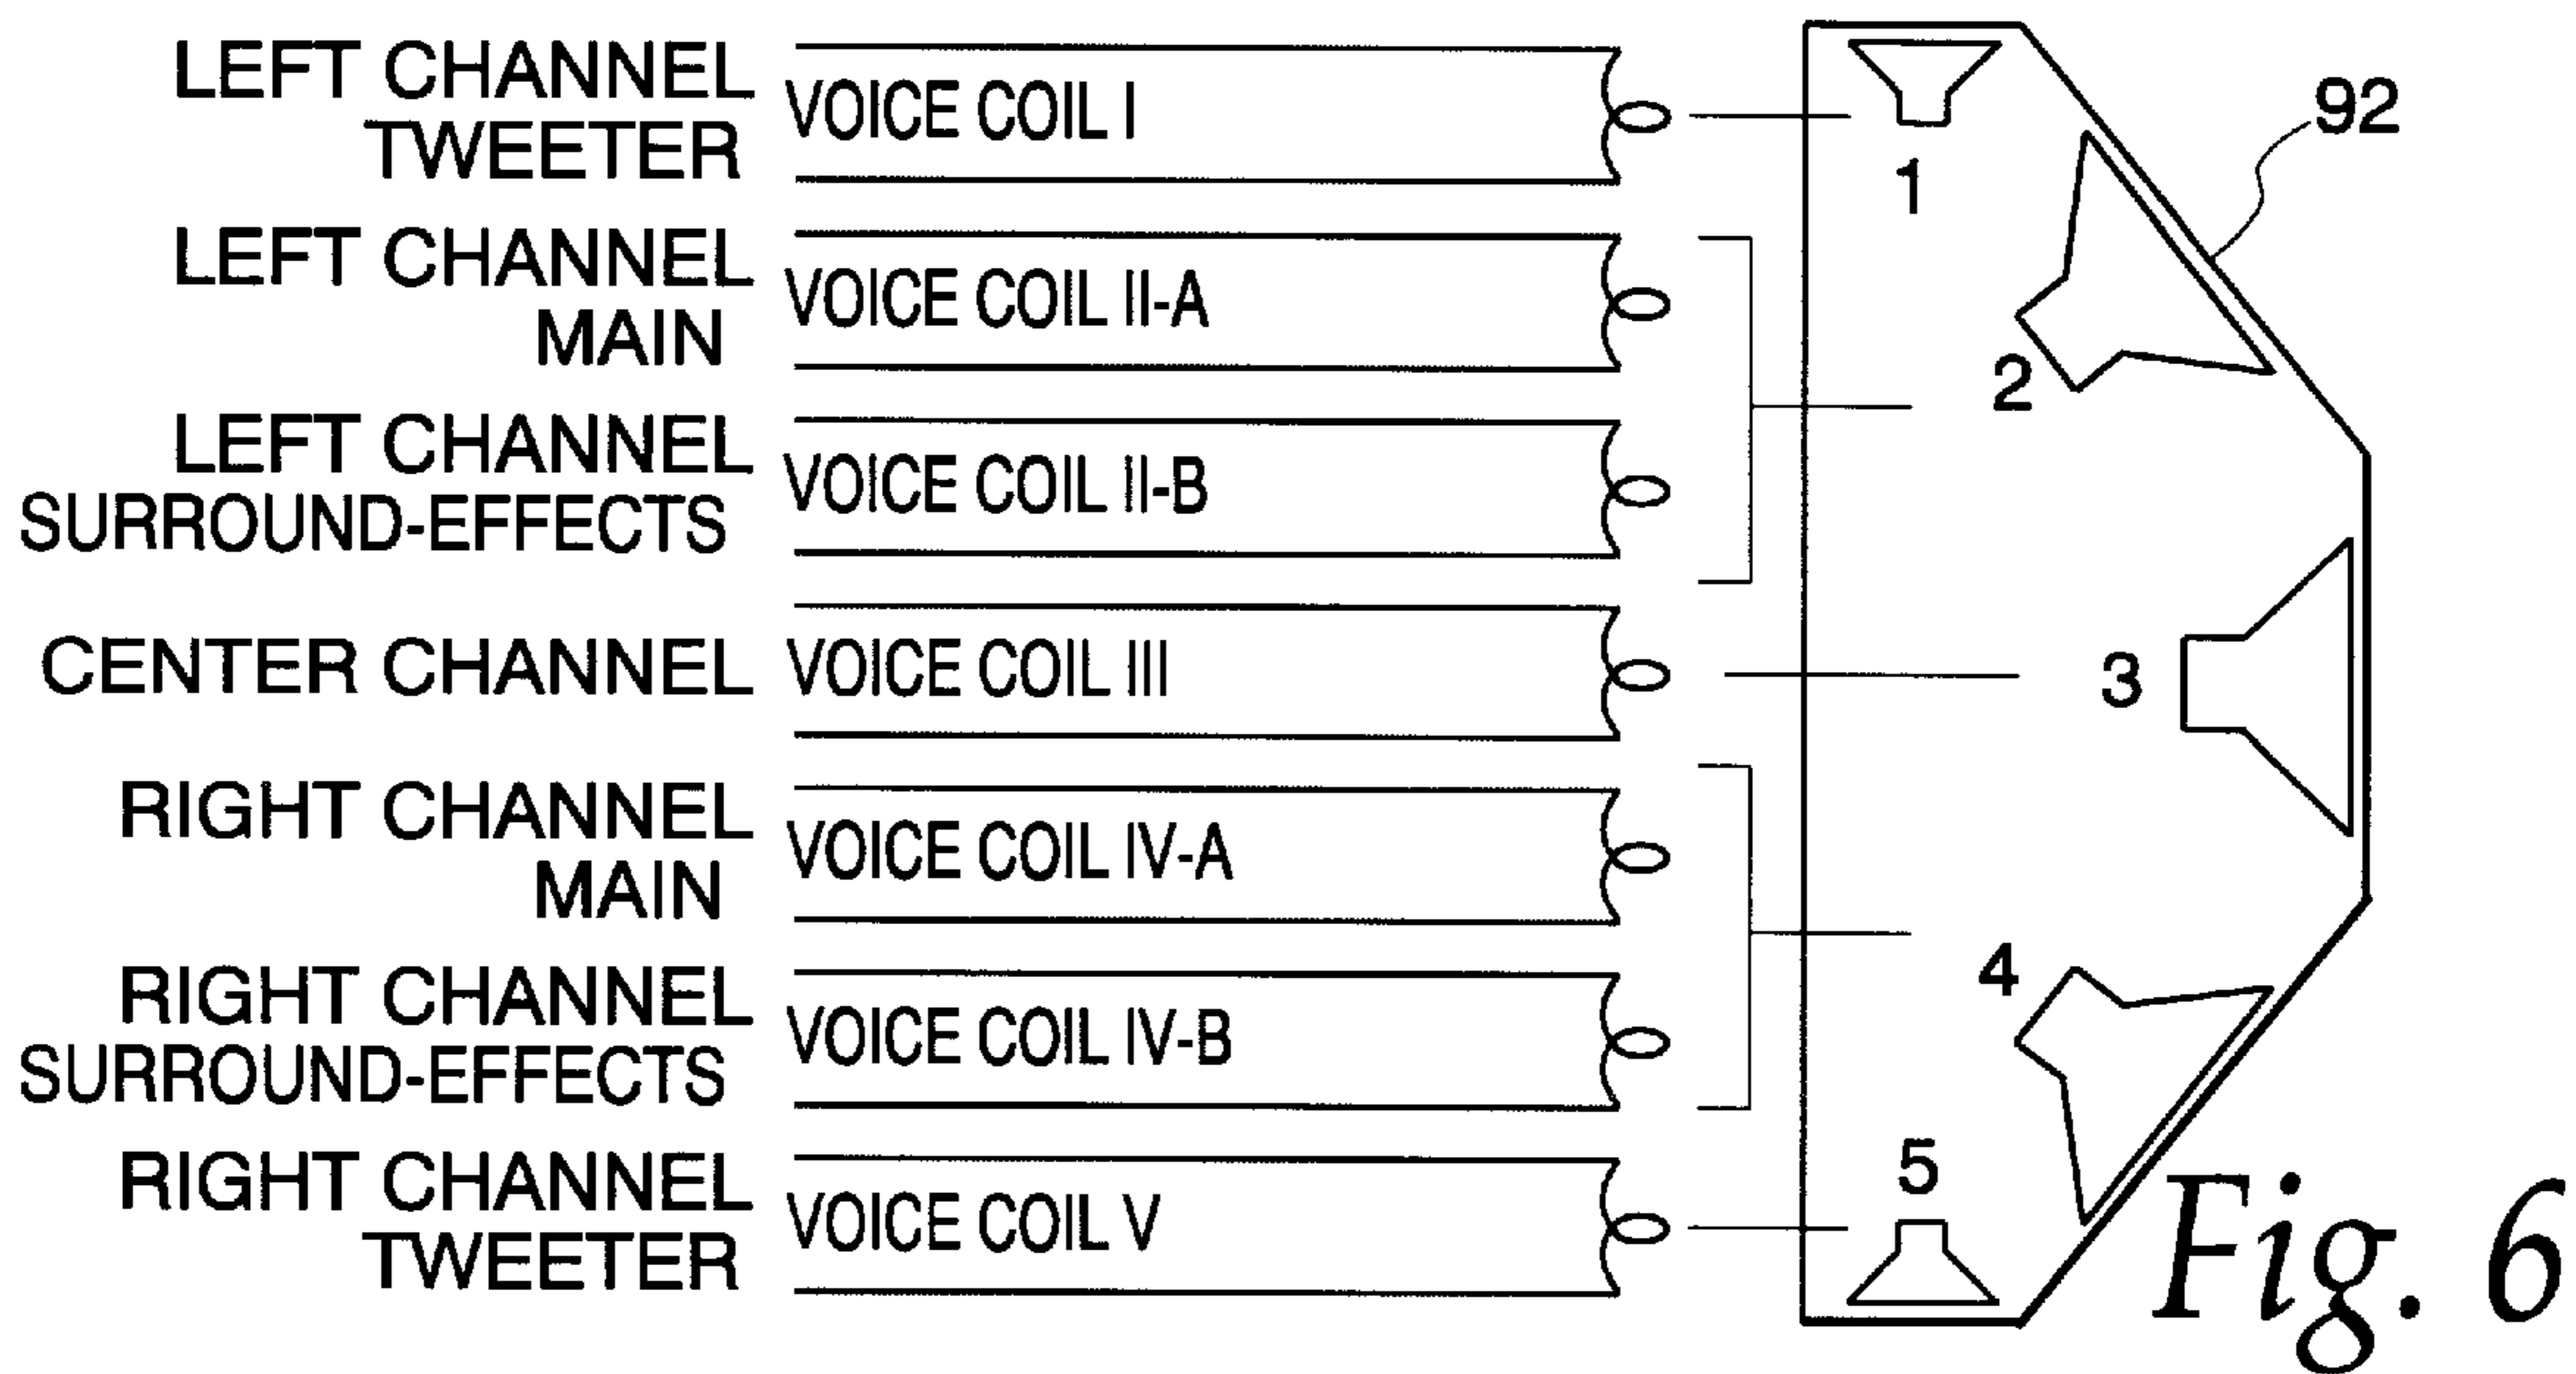 LEFT CHANNEL
TWEETER
VOICE COIL I
LEFT CHANNEL
MAIN
VOICE COIL II-A
LEFT CHANNEL
SURROUND-EFFECTS
VOICE COIL II-B
CENTER CHANNEL
VOICE COIL III
RIGHT CHANNEL
MAIN
VOICE COIL IV-A
RIGHT CHANNEL
SURROUND-EFFECTS
VOICE COIL IV-B
RIGHT CHANNEL
TWEETER
VOICE COIL V
1
92
2
3
4
5
Fig. 6